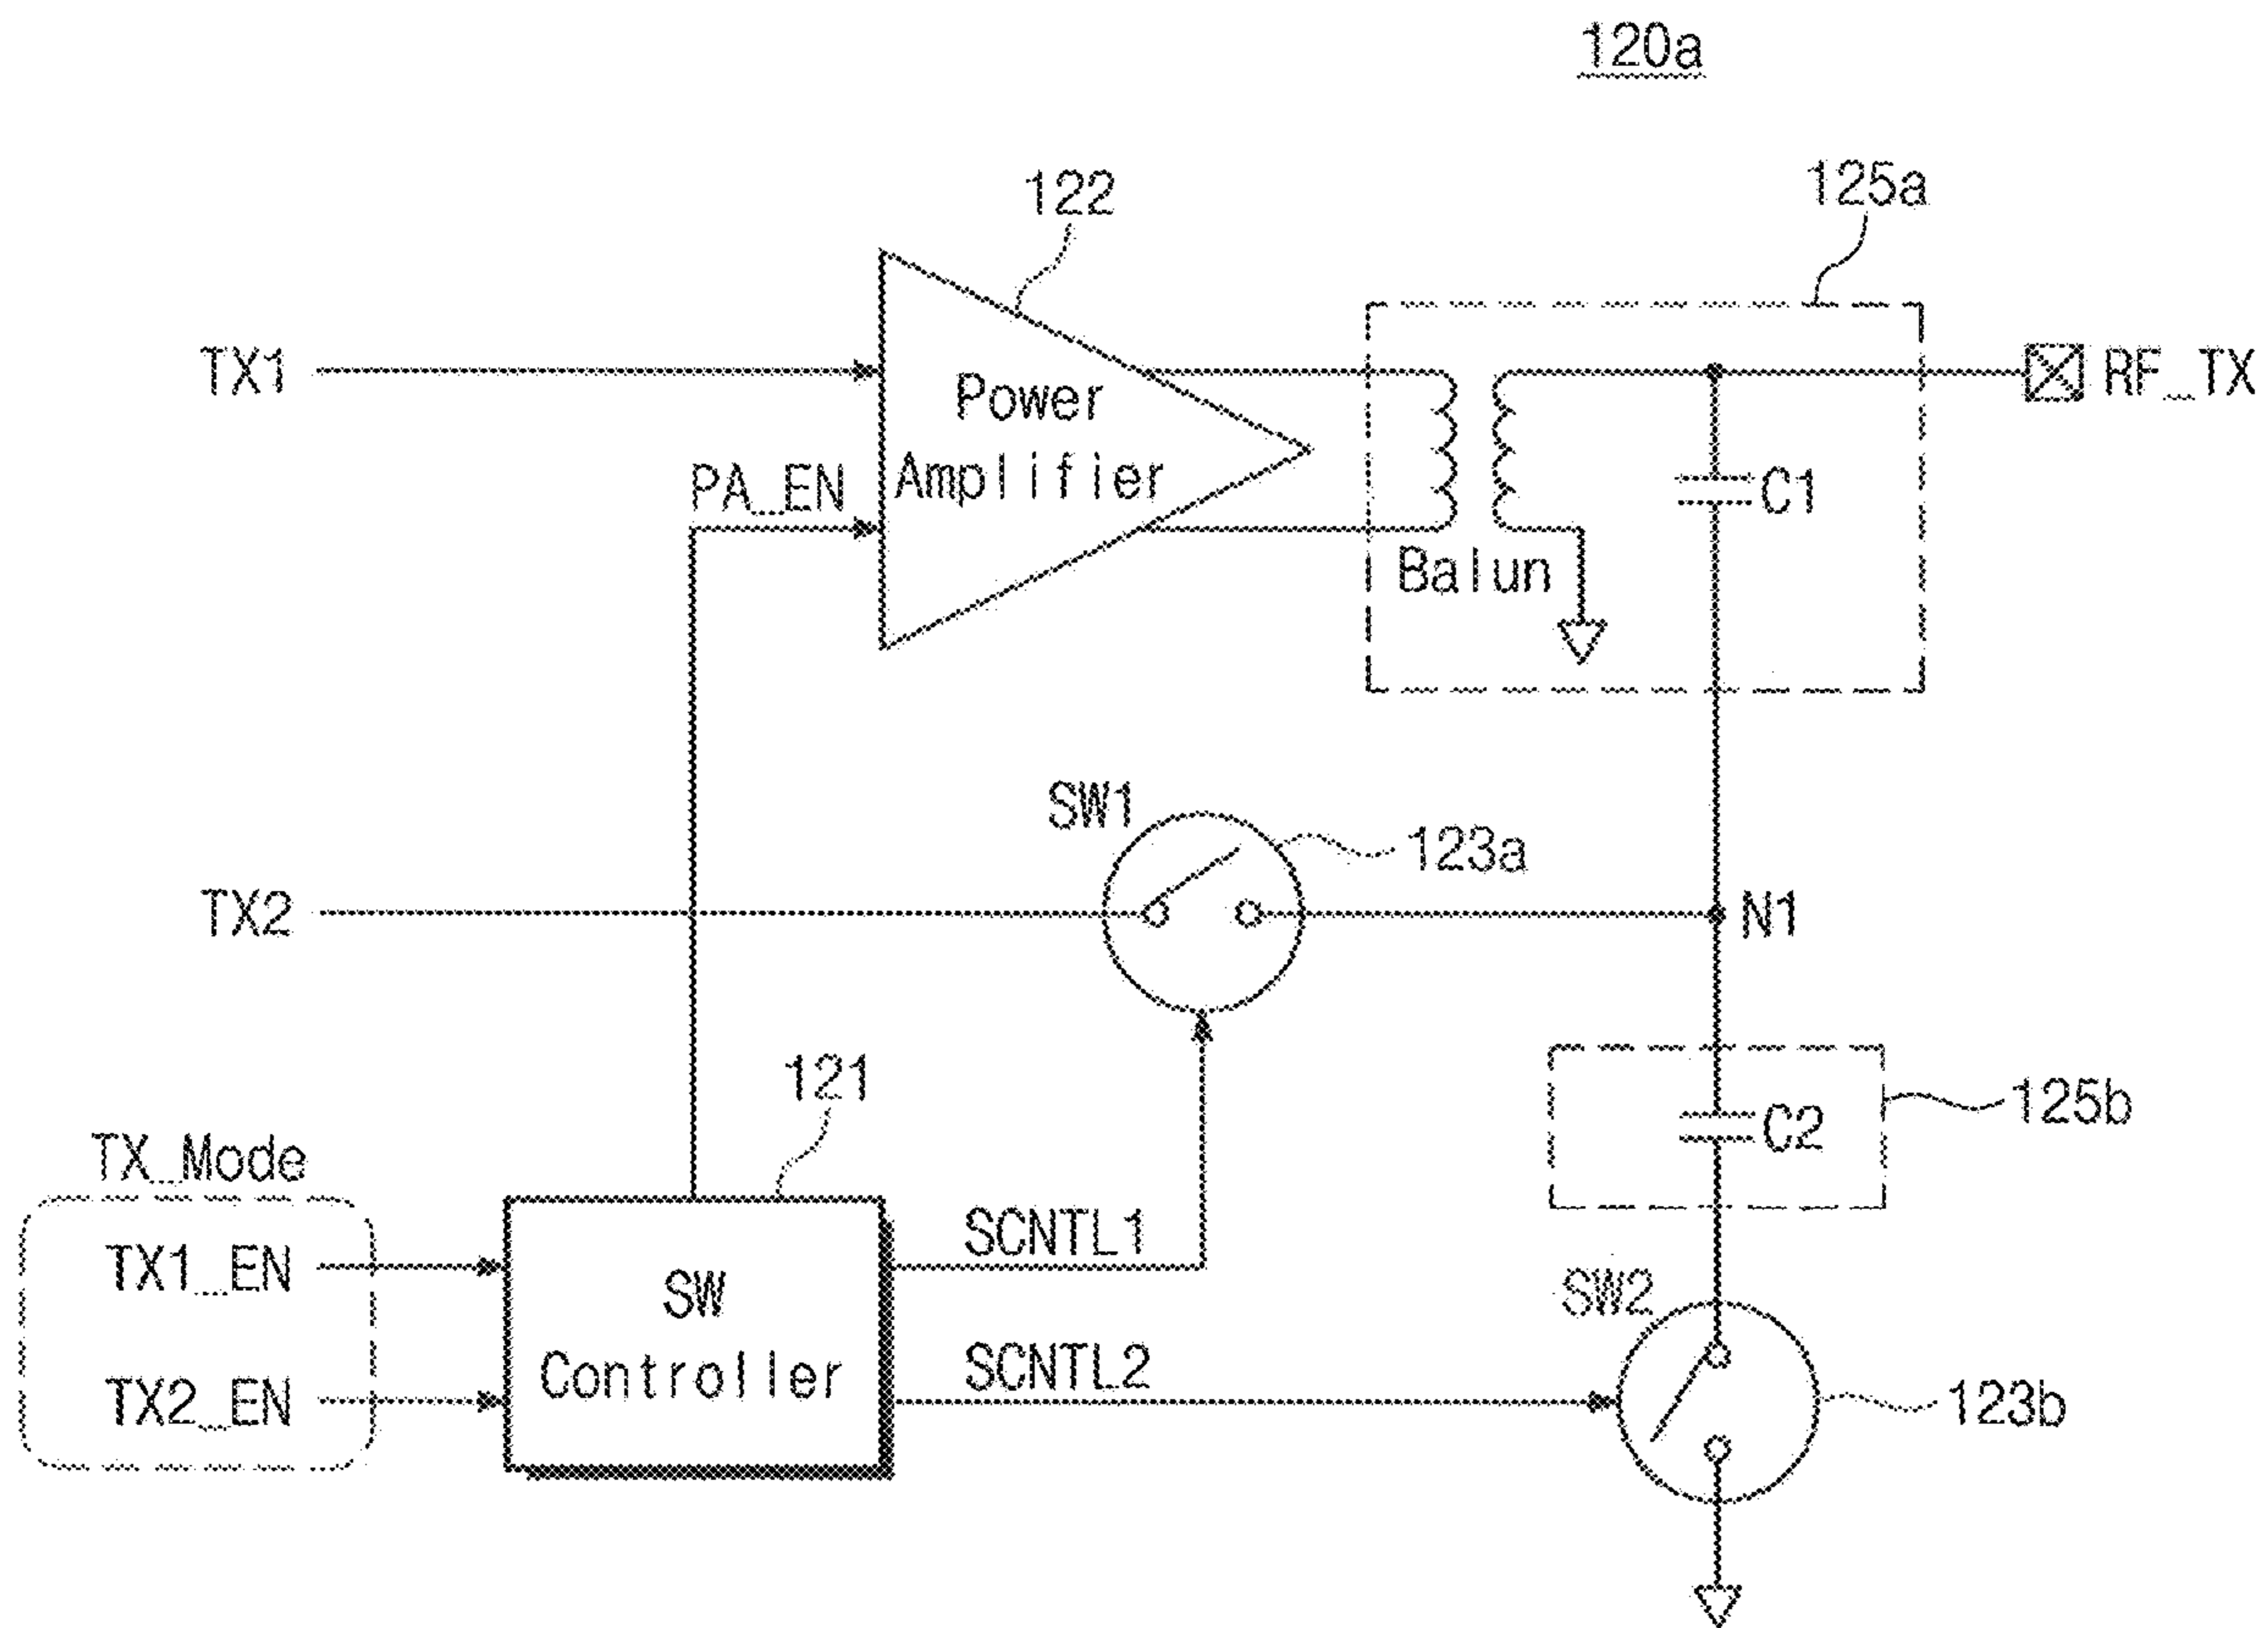 120a
122
125a
TX1
Power
Amplifier
PA_EN
RF_TX
C1
Balun
SW1
123a
TX2
N1
121
125b
C2
TX_Mode
TX1_EN
TX2_EN
SW
Controller
SCNTL1
SCNTL2
SW2
123b